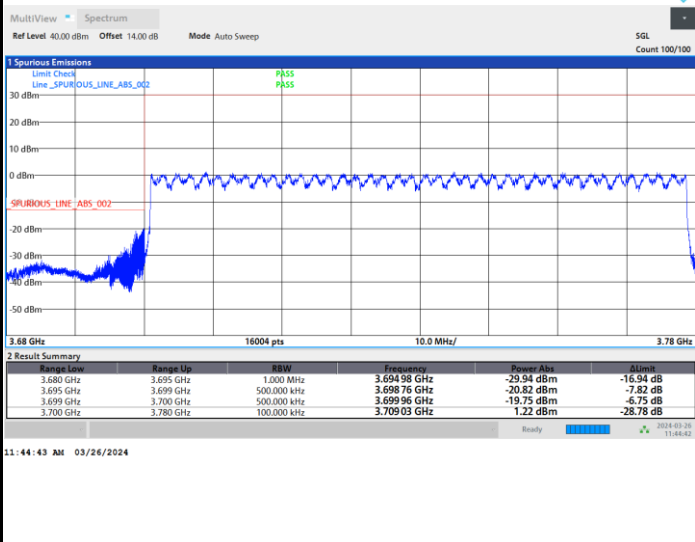 MultiView Spectrum
Ref Level 40.00 dBm Offset 14.00 dB Mode Auto Sweep SGL
Count 100/100
1 Spurious Emissions
Limit Check PASS
Line _SPURIOUS_LINE_ABS_002 PASS
30 dBm
20 dBm
10 dBm
0 dBm
_SPURIOUS_LINE_ABS_002
-20 dBm
-30 dBm
-40 dBm
-50 dBm
3.68 GHz 16004 pts 10.0 MHz/ 3.78 GHz
2 Result Summary
Range Low Range Up RBW Frequency Power Abs ΔLimit
3.680 GHz 3.695 GHz 1.000 MHz 3.694 98 GHz -29.94 dBm -16.94 dB
3.695 GHz 3.699 GHz 500.000 kHz 3.698 76 GHz -20.82 dBm -7.82 dB
3.699 GHz 3.700 GHz 500.000 kHz 3.699 96 GHz -19.75 dBm -6.75 dB
3.700 GHz 3.780 GHz 100.000 kHz 3.709 03 GHz 1.22 dBm -28.78 dB
Ready 2024-03-26
11:44:42
11:44:43 AM 03/26/2024